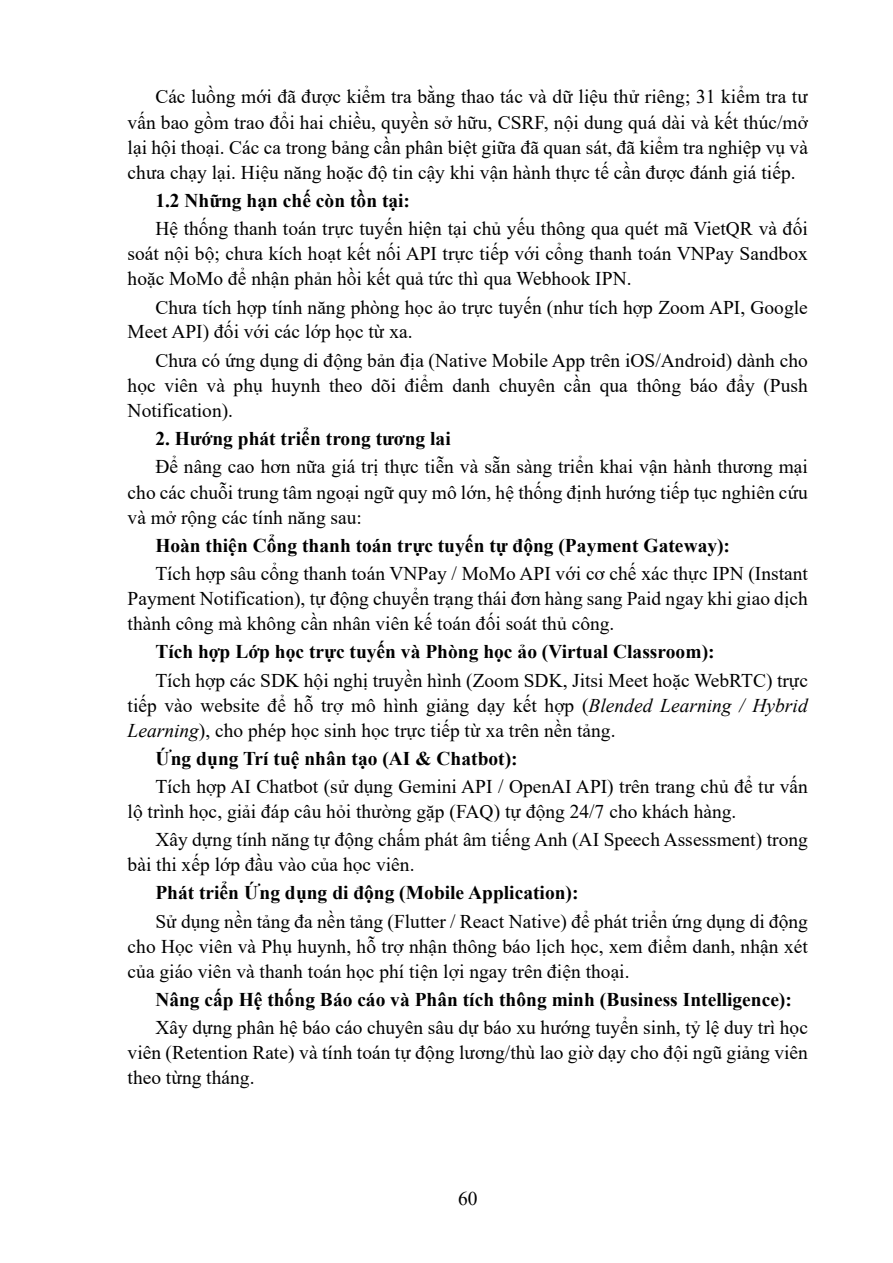 Các luồng mới đã được kiểm tra bằng thao tác và dữ liệu thử riêng; 31 kiểm tra tư
vấn bao gồm trao đổi hai chiều, quyền sở hữu, CSRF, nội dung quá dài và kết thúc/mở
lại hội thoại. Các ca trong bảng cần phân biệt giữa đã quan sát, đã kiểm tra nghiệp vụ và
chưa chạy lại. Hiệu năng hoặc độ tin cậy khi vận hành thực tế cần được đánh giá tiếp.
1.2 Những hạn chế còn tồn tại:
Hệ thống thanh toán trực tuyến hiện tại chủ yếu thông qua quét mã VietQR và đối
soát nội bộ; chưa kích hoạt kết nối API trực tiếp với cổng thanh toán VNPay Sandbox
hoặc MoMo để nhận phản hồi kết quả tức thì qua Webhook IPN.
Chưa tích hợp tính năng phòng học ảo trực tuyến (như tích hợp Zoom API, Google
Meet API) đối với các lớp học từ xa.
Chưa có ứng dụng di động bản địa (Native Mobile App trên iOS/Android) dành cho
học viên và phụ huynh theo dõi điểm danh chuyên cần qua thông báo đẩy (Push
Notification).
2. Hướng phát triển trong tương lai
Để nâng cao hơn nữa giá trị thực tiễn và sẵn sàng triển khai vận hành thương mại
cho các chuỗi trung tâm ngoại ngữ quy mô lớn, hệ thống định hướng tiếp tục nghiên cứu
và mở rộng các tính năng sau:
Hoàn thiện Cổng thanh toán trực tuyến tự động (Payment Gateway):
Tích hợp sâu cổng thanh toán VNPay / MoMo API với cơ chế xác thực IPN (Instant
Payment Notification), tự động chuyển trạng thái đơn hàng sang Paid ngay khi giao dịch
thành công mà không cần nhân viên kế toán đối soát thủ công.
Tích hợp Lớp học trực tuyến và Phòng học ảo (Virtual Classroom):
Tích hợp các SDK hội nghị truyền hình (Zoom SDK, Jitsi Meet hoặc WebRTC) trực
tiếp vào website để hỗ trợ mô hình giảng dạy kết hợp (Blended Learning / Hybrid
Learning), cho phép học sinh học trực tiếp từ xa trên nền tảng.
Ứng dụng Trí tuệ nhân tạo (AI & Chatbot):
Tích hợp AI Chatbot (sử dụng Gemini API / OpenAI API) trên trang chủ để tư vấn
lộ trình học, giải đáp câu hỏi thường gặp (FAQ) tự động 24/7 cho khách hàng.
Xây dựng tính năng tự động chấm phát âm tiếng Anh (AI Speech Assessment) trong
bài thi xếp lớp đầu vào của học viên.
Phát triển Ứng dụng di động (Mobile Application):
Sử dụng nền tảng đa nền tảng (Flutter / React Native) để phát triển ứng dụng di động
cho Học viên và Phụ huynh, hỗ trợ nhận thông báo lịch học, xem điểm danh, nhận xét
của giáo viên và thanh toán học phí tiện lợi ngay trên điện thoại.
Nâng cấp Hệ thống Báo cáo và Phân tích thông minh (Business Intelligence):
Xây dựng phân hệ báo cáo chuyên sâu dự báo xu hướng tuyển sinh, tỷ lệ duy trì học
viên (Retention Rate) và tính toán tự động lương/thù lao giờ dạy cho đội ngũ giảng viên
theo từng tháng.
60